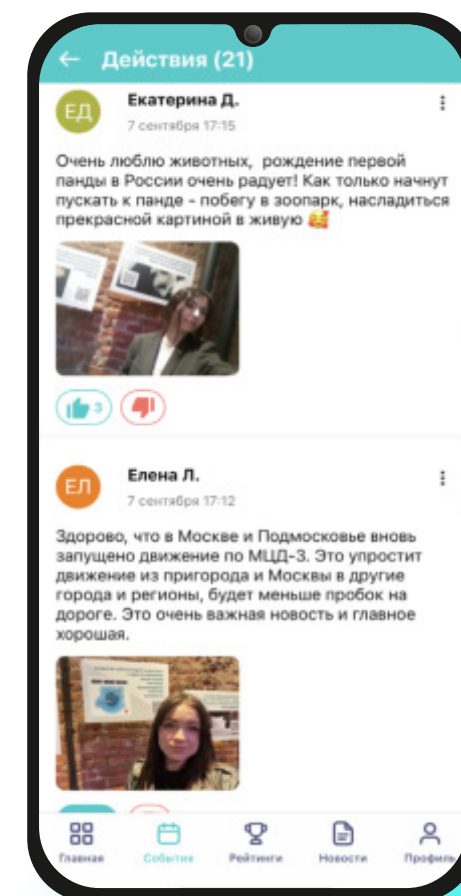 Действия (21)
ЕД
Екатерина Д.
7 сентября 17:15
Очень люблю животных, рождение первой
панды в России очень радует! Как только начнут
пускать к панде - побегу в зоопарк, насладиться
прекрасной картиной в живую 🥰
3
ЕЛ
Елена Л.
7 сентября 17:12
Здорово, что в Москве и Подмосковье вновь
запущено движение по МЦД-3. Это упростит
движение из пригорода и Москвы в другие
города и регионы, будет меньше пробок на
дороге. Это очень важная новость и главное
хорошая.
Главная События Рейтинги Новости Профиль